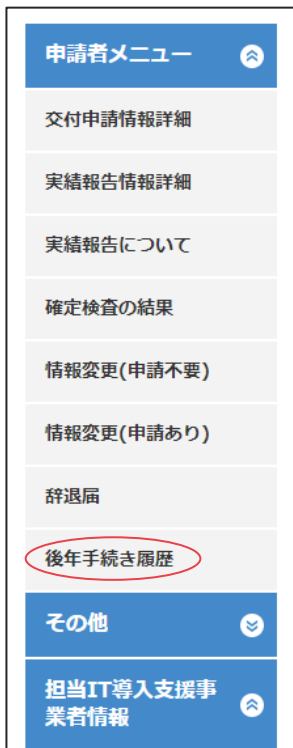 申請者メニュー
交付申請情報詳細
実績報告情報詳細
実績報告について
確定検査の結果
情報変更(申請不要)
情報変更(申請あり)
辞退届
後年手続き履歴
その他
担当IT導入支援事
業者情報